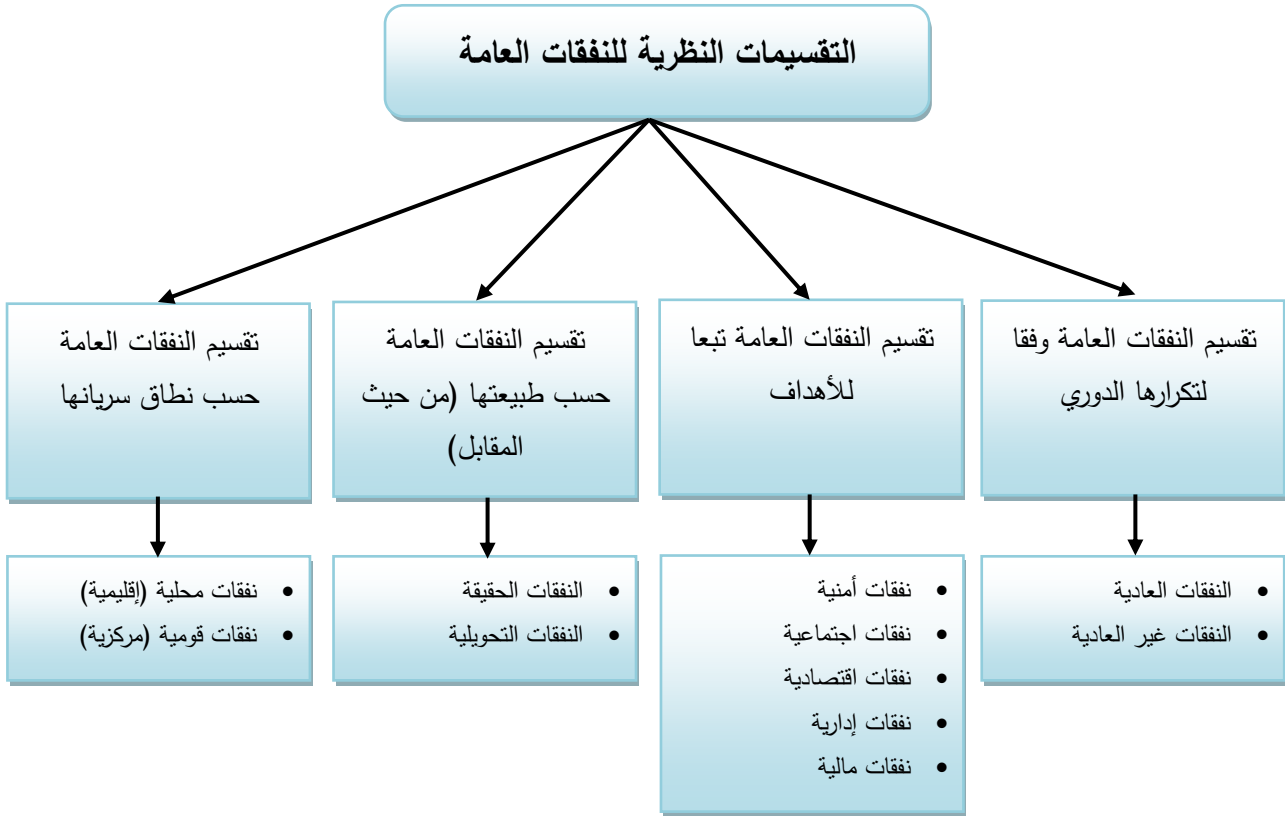 التقسيمات النظرية للنفقات العامة
تقسيم النفقات العامة وفقا
لتكرارها الدوري
تقسيم النفقات العامة تبعا
للأهداف
تقسيم النفقات العامة
حسب طبيعتها (من حيث
المقابل)
تقسيم النفقات العامة
حسب نطاق سريانها
• النفقات العادية
• النفقات غير العادية
• نفقات أمنية
• نفقات اجتماعية
• نفقات اقتصادية
• نفقات إدارية
• نفقات مالية
• النفقات الحقيقة
• النفقات التحويلية
• نفقات محلية (إقليمية)
• نفقات قومية (مركزية)